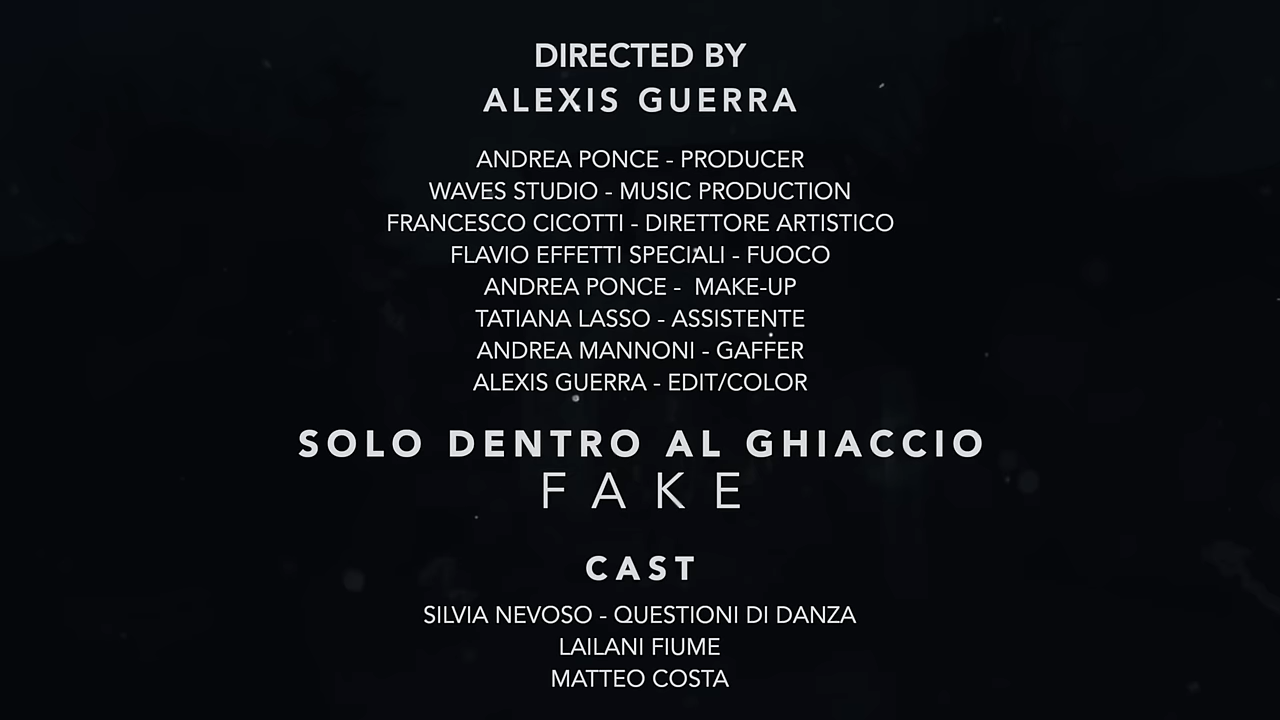 DIRECTED BY
ALEXIS GUERRA
ANDREA PONCE - PRODUCER
WAVES STUDIO - MUSIC PRODUCTION
FRANCESCO CICOTTI - DIRETTORE ARTISTICO
FLAVIO EFFETTI SPECIALI - FUOCO
ANDREA PONCE -  MAKE-UP
TATIANA LASSO - ASSISTENTE
ANDREA MANNONI - GAFFER
ALEXIS GUERRA - EDIT/COLOR
SOLO DENTRO AL GHIACCIO
FAKE
CAST
SILVIA NEVOSO - QUESTIONI DI DANZA
LAILANI FIUME
MATTEO COSTA